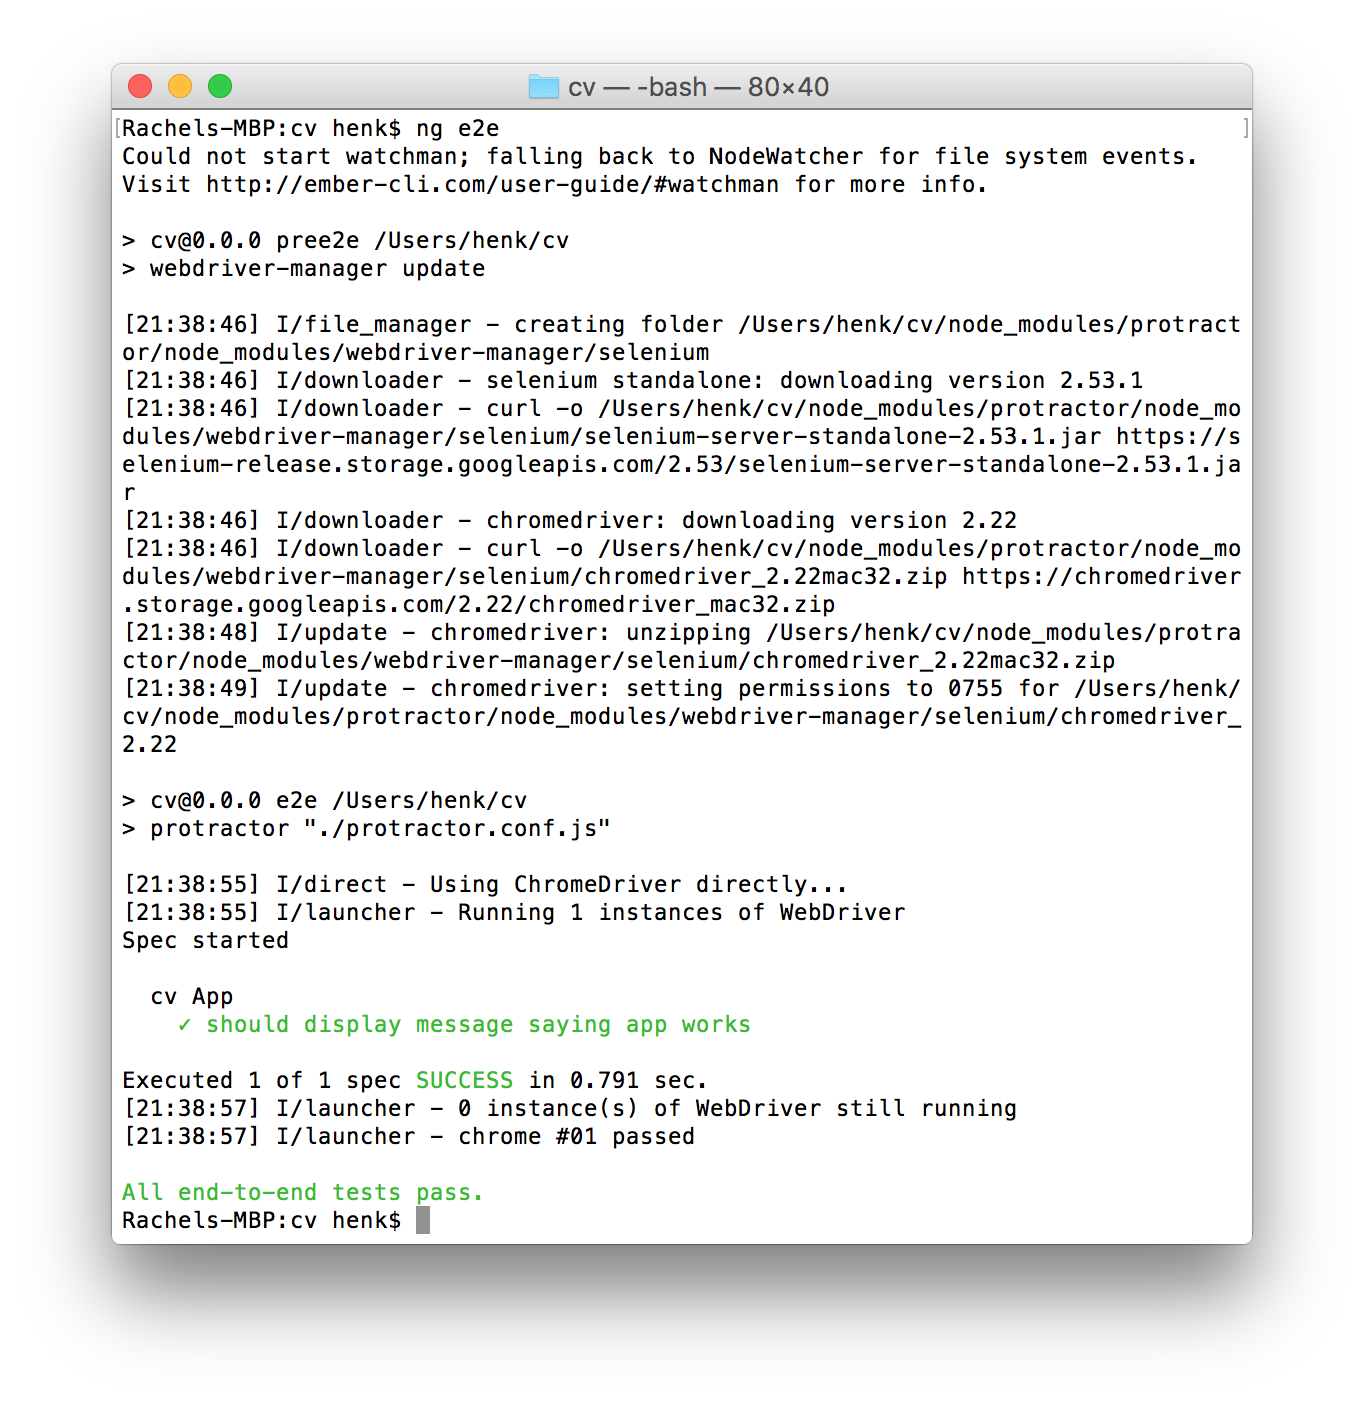 cv — -bash — 80×40
Rachels-MBP:cv henk$ ng e2e
Could not start watchman; falling back to NodeWatcher for file system events.
Visit http://ember-cli.com/user-guide/#watchman for more info.
> cv@0.0.0 pree2e /Users/henk/cv
> webdriver-manager update
[21:38:46] I/file_manager - creating folder /Users/henk/cv/node_modules/protract
or/node_modules/webdriver-manager/selenium
[21:38:46] I/downloader - selenium standalone: downloading version 2.53.1
[21:38:46] I/downloader - curl -o /Users/henk/cv/node_modules/protractor/node_mo
dules/webdriver-manager/selenium/selenium-server-standalone-2.53.1.jar https://s
elenium-release.storage.googleapis.com/2.53/selenium-server-standalone-2.53.1.ja
r
[21:38:46] I/downloader - chromedriver: downloading version 2.22
[21:38:46] I/downloader - curl -o /Users/henk/cv/node_modules/protractor/node_mo
dules/webdriver-manager/selenium/chromedriver_2.22mac32.zip https://chromedriver
.storage.googleapis.com/2.22/chromedriver_mac32.zip
[21:38:48] I/update - chromedriver: unzipping /Users/henk/cv/node_modules/protra
ctor/node_modules/webdriver-manager/selenium/chromedriver_2.22mac32.zip
[21:38:49] I/update - chromedriver: setting permissions to 0755 for /Users/henk/
cv/node_modules/protractor/node_modules/webdriver-manager/selenium/chromedriver_
2.22
> cv@0.0.0 e2e /Users/henk/cv
> protractor "./protractor.conf.js"
[21:38:55] I/direct - Using ChromeDriver directly...
[21:38:55] I/launcher - Running 1 instances of WebDriver
Spec started
cv App
✓ should display message saying app works
Executed 1 of 1 spec SUCCESS in 0.791 sec.
[21:38:57] I/launcher - 0 instance(s) of WebDriver still running
[21:38:57] I/launcher - chrome #01 passed
All end-to-end tests pass.
Rachels-MBP:cv henk$